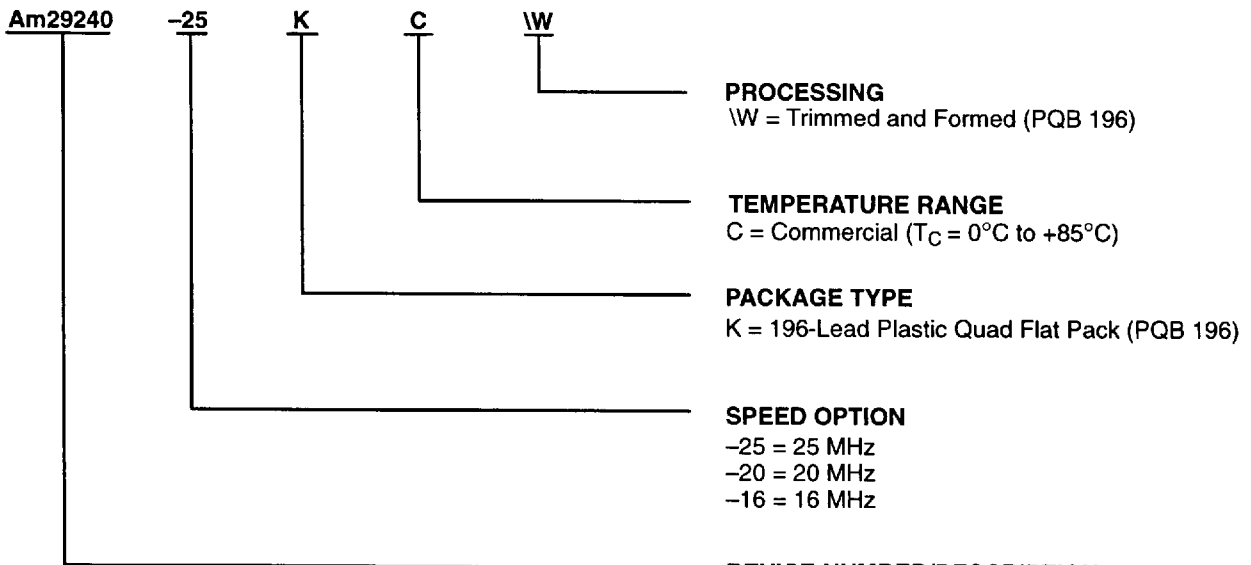 Am29240 –25 K C \W
PROCESSING
\W = Trimmed and Formed (PQB 196)
TEMPERATURE RANGE
C = Commercial (TC = 0°C to +85°C)
PACKAGE TYPE
K = 196-Lead Plastic Quad Flat Pack (PQB 196)
SPEED OPTION
–25 = 25 MHz
–20 = 20 MHz
–16 = 16 MHz